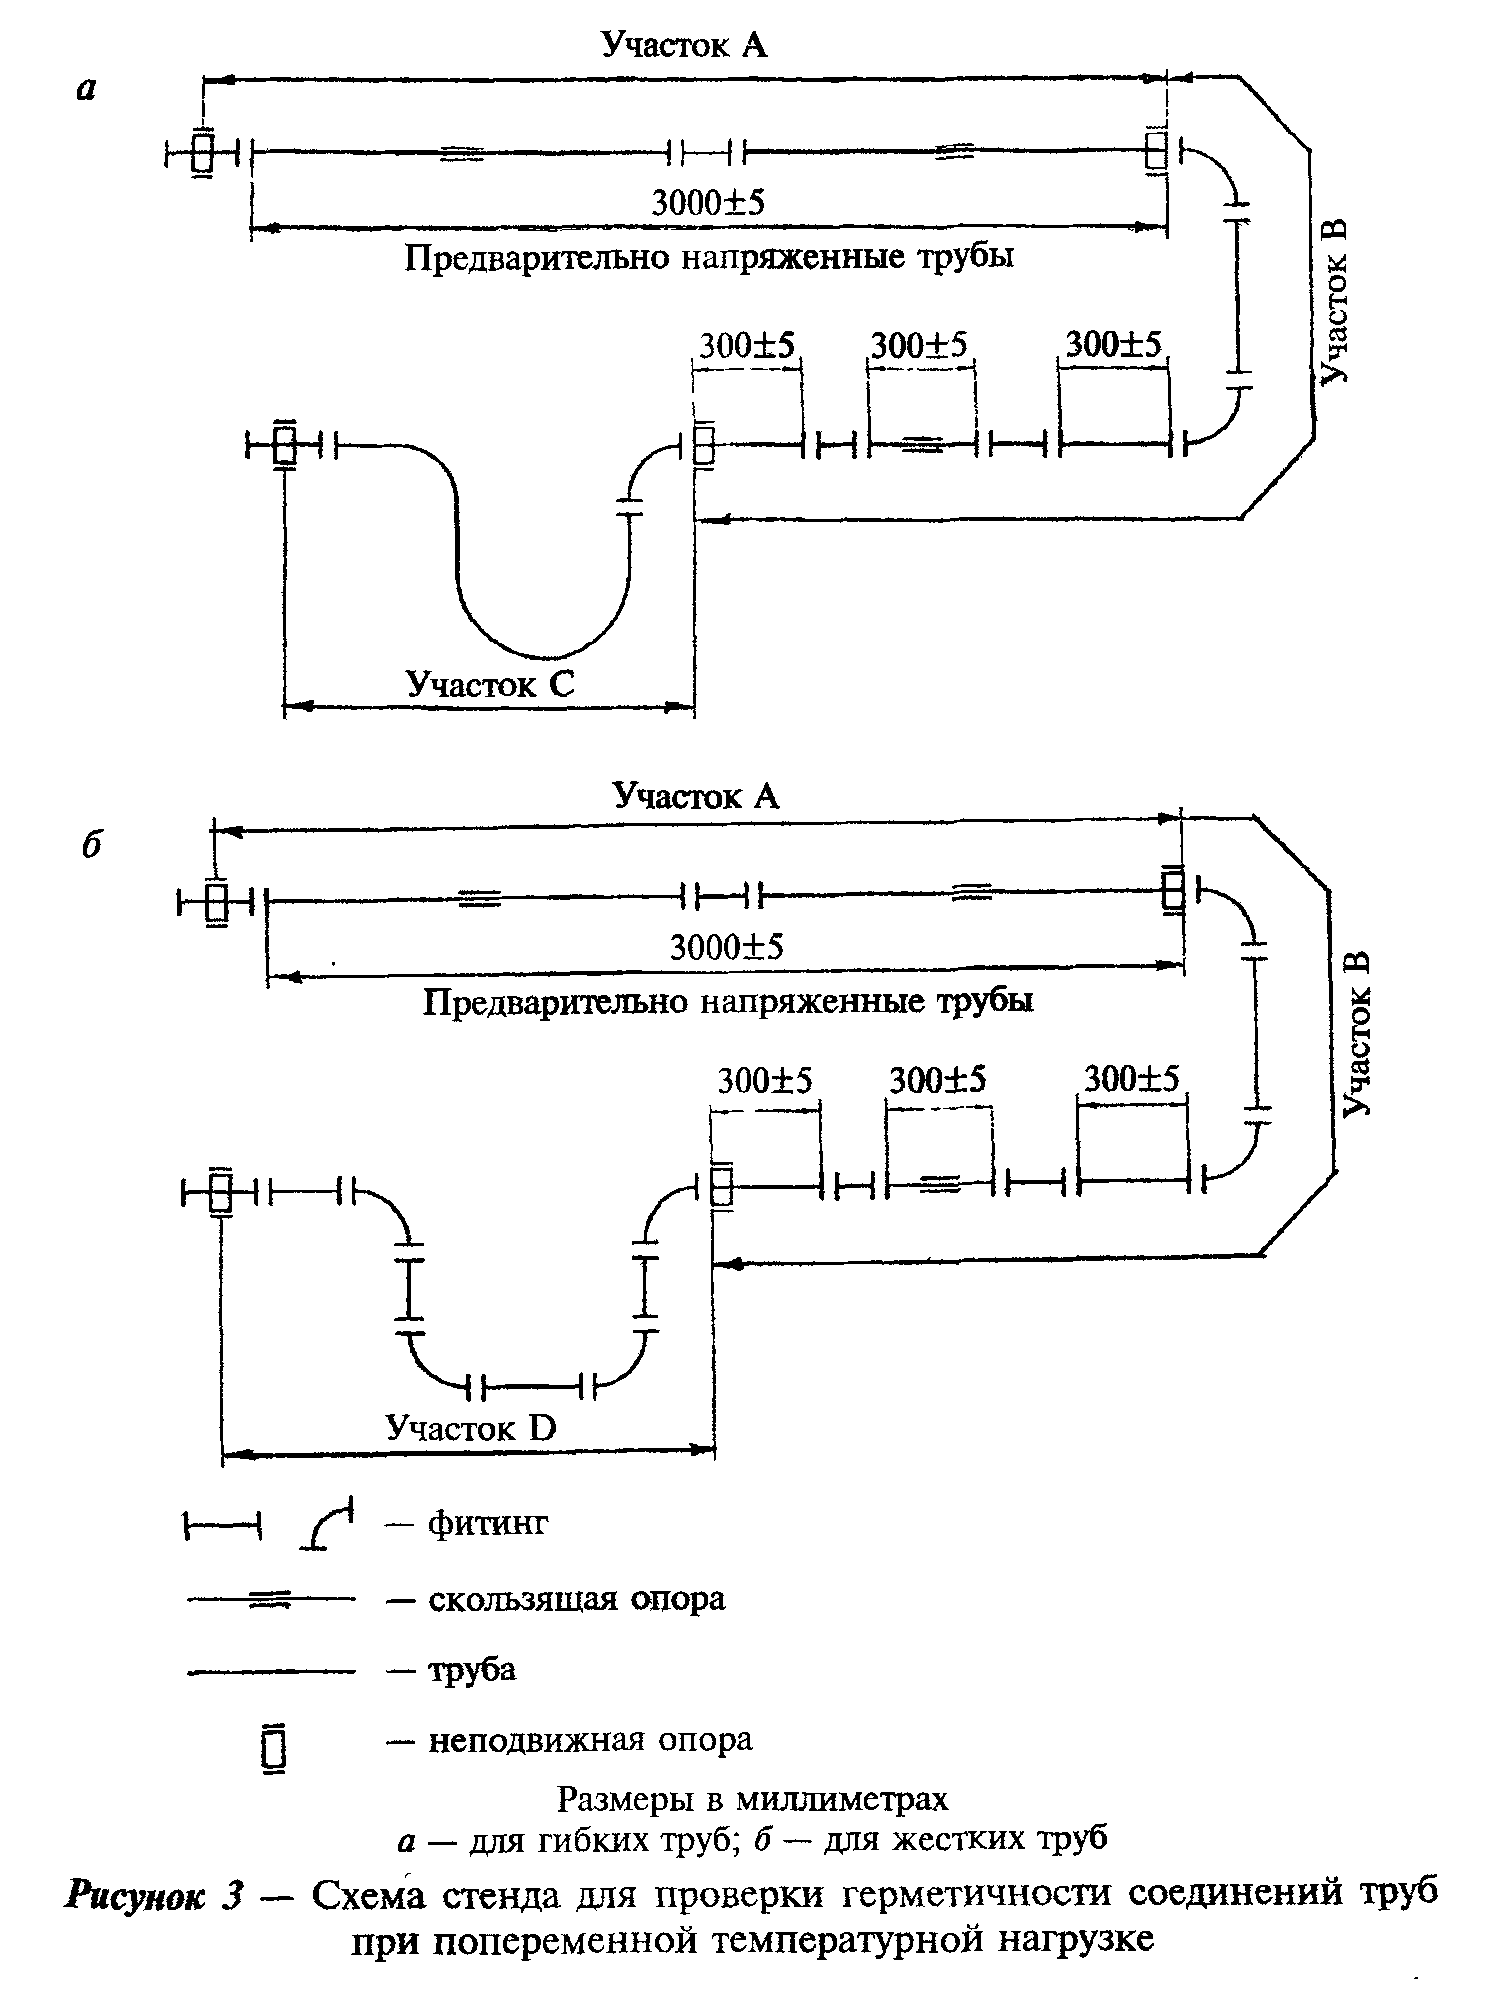 Участок А
а
3000±5
Предварительно напряженные трубы
Участок В
300±5 300±5 300±5
Участок С
Участок А
б
3000±5
Предварительно напряженные трубы
Участок В
300±5 300±5 300±5
Участок D
— фитинг
— скользящая опора
— труба
— неподвижная опора
Размеры в миллиметрах
а — для гибких труб; б — для жестких труб
Рисунок 3 — Схема стенда для проверки герметичности соединений труб
при попеременной температурной нагрузке